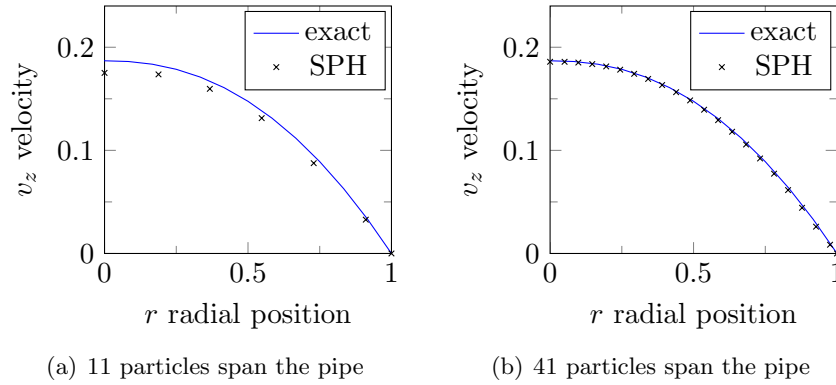 0.2
0.1
0
0
0.5
1
v_z velocity
r radial position
exact
SPH
(a) 11 particles span the pipe
0.2
0.1
0
0
0.5
1
v_z velocity
r radial position
exact
SPH
(b) 41 particles span the pipe